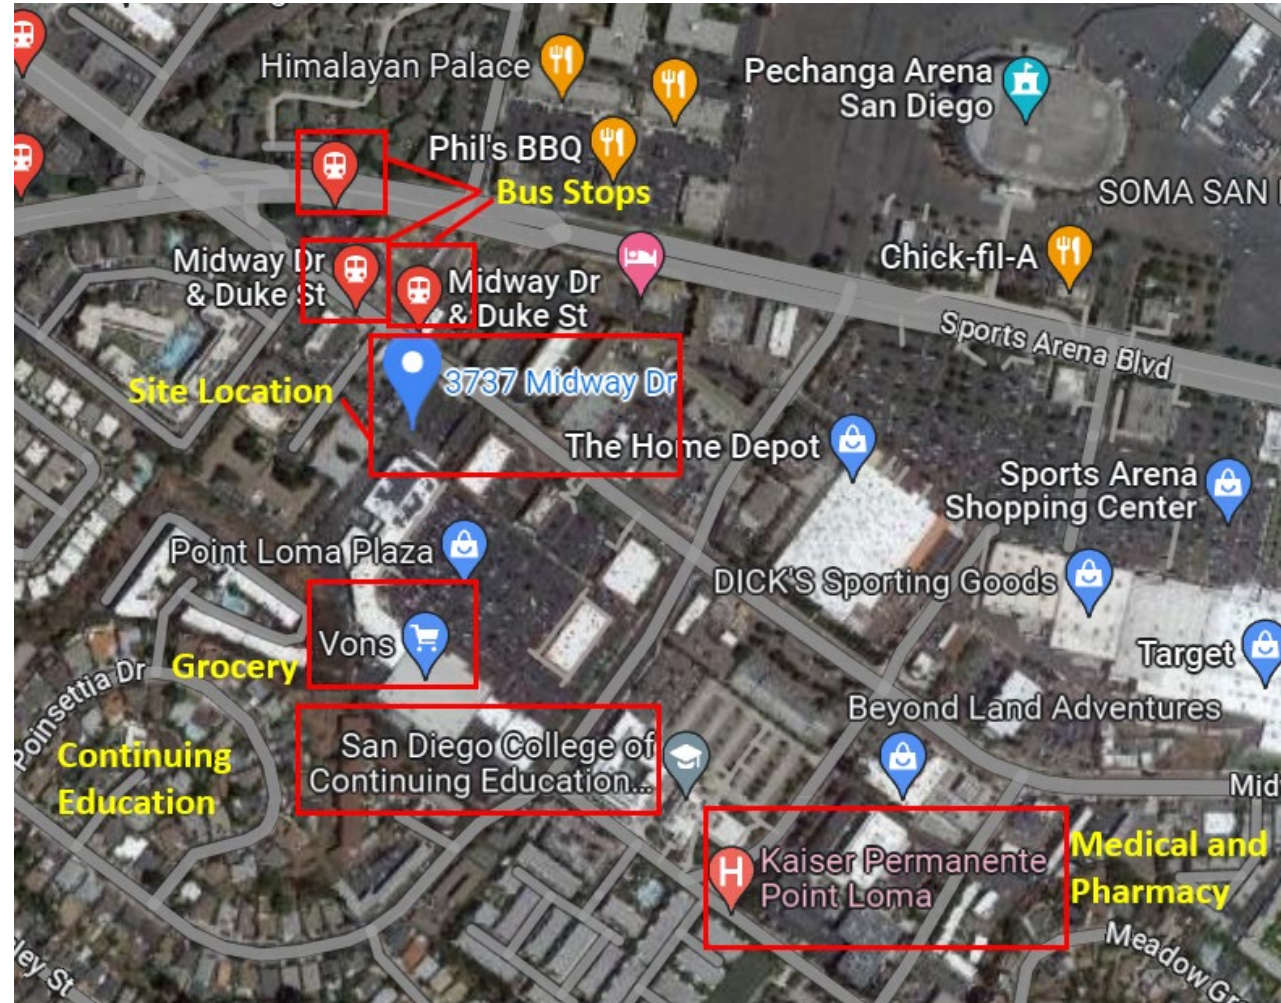 Himalayan Palace
Pechanga Arena
San Diego
Phil's BBQ
Bus Stops
SOMA SAN
Midway Dr
& Duke St
Midway Dr
& Duke St
Chick-fil-A
Sports Arena Blvd
Site Location
3737 Midway Dr
The Home Depot
Sports Arena
Shopping Center
Point Loma Plaza
DICK'S Sporting Goods
Vons
Grocery
Target
Poinsettia Dr
Beyond Land Adventures
Continuing
Education
San Diego College of
Continuing Education...
Mid
H
Kaiser Permanente
Point Loma
Medical and
Pharmacy
ley St
Meadow Gr